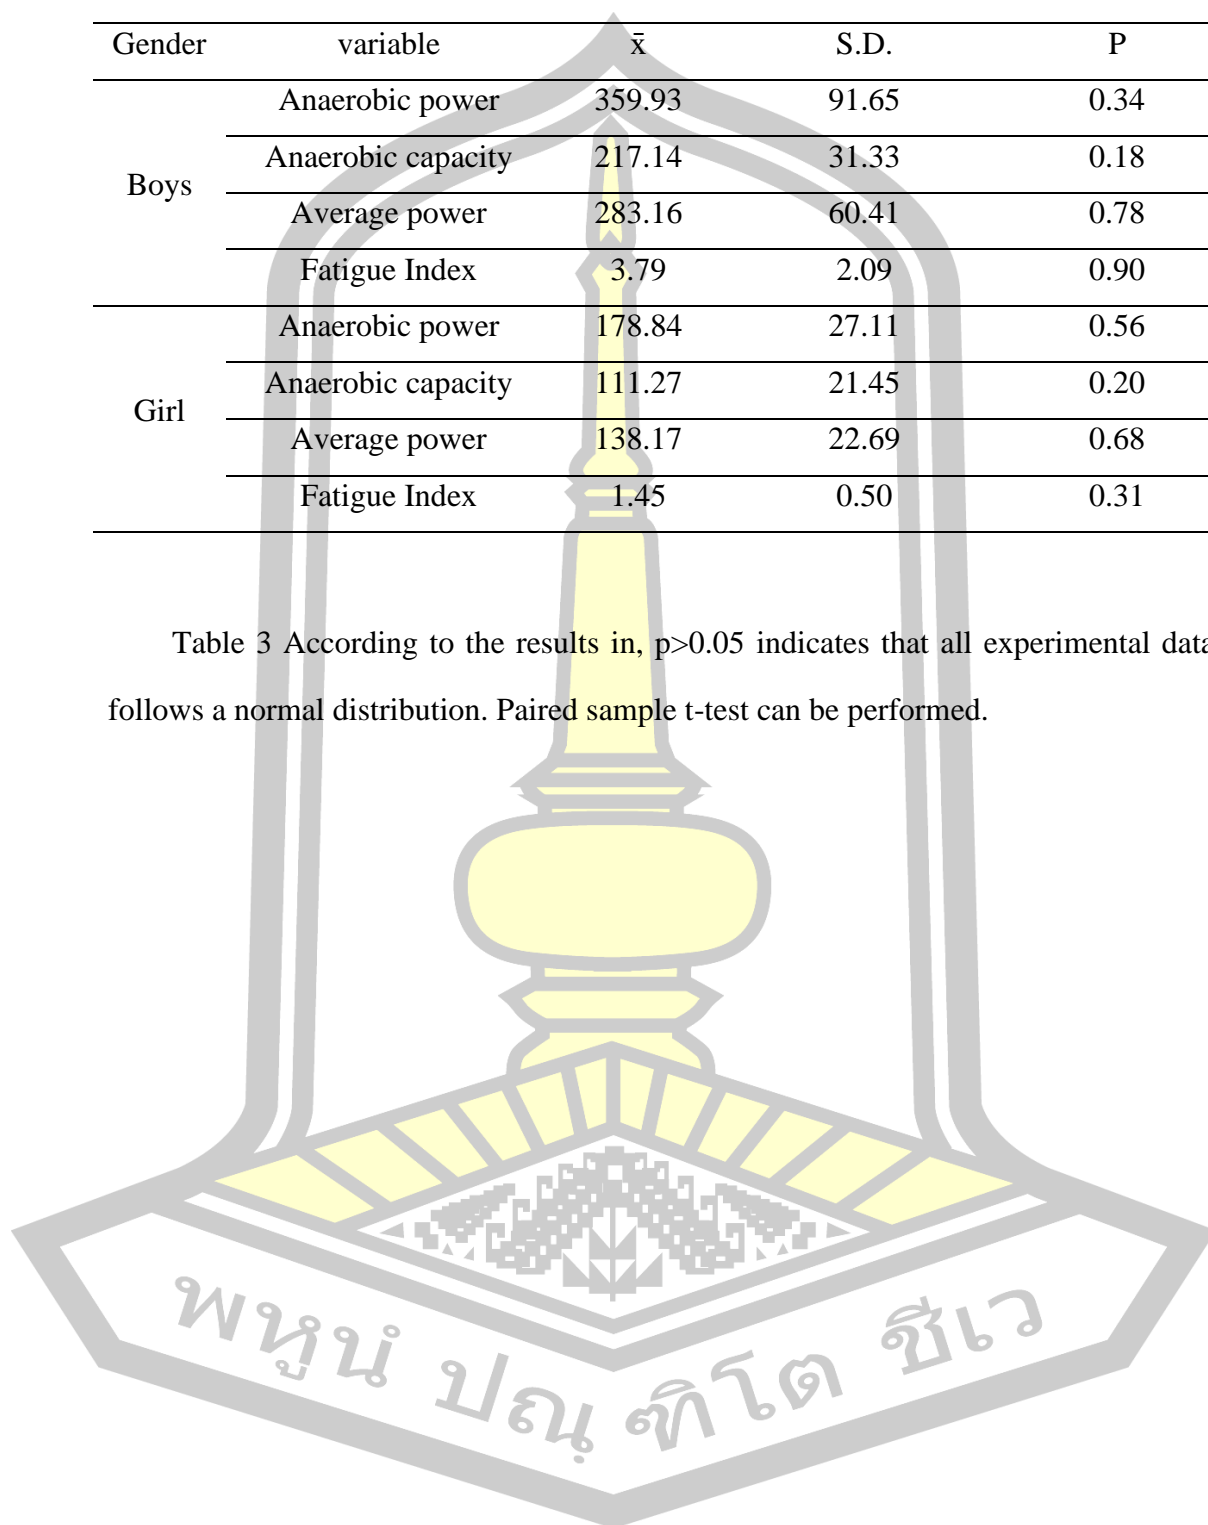 Gender variable x̄ S.D. P
Anaerobic power 359.93 91.65 0.34
Anaerobic capacity 217.14 31.33 0.18
Boys
Average power 283.16 60.41 0.78
Fatigue Index 3.79 2.09 0.90
Anaerobic power 178.84 27.11 0.56
Anaerobic capacity 111.27 21.45 0.20
Girl
Average power 138.17 22.69 0.68
Fatigue Index 1.45 0.50 0.31
Table 3 According to the results in, p>0.05 indicates that all experimental data
follows a normal distribution. Paired sample t-test can be performed.
พหูนํ ปณฺฑิโต ชีเว